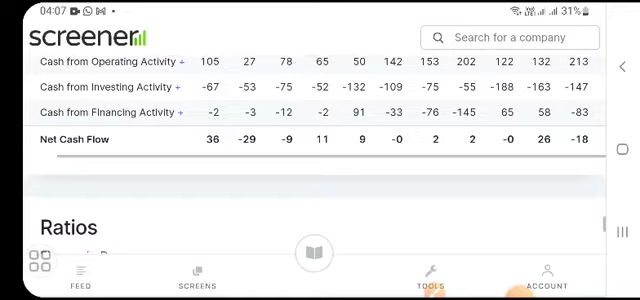 04:07 31%
screener Search for a company
Cash from Operating Activity + 105 27 78 65 50 142 153 202 122 132 213
Cash from Investing Activity + -67 -53 -75 -52 -132 -109 -75 -55 -188 -163 -147
Cash from Financing Activity + -2 -3 -12 -2 91 -33 -76 -145 65 58 -83
Net Cash Flow 36 -29 -9 11 9 -0 2 2 -0 26 -18
Ratios
FEED SCREENS TOOLS ACCOUNT